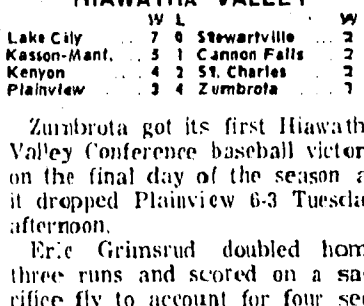 HIAWATHA VALLEY
W L W
Lake City .. 7 0 Stewartville ... 2
Kasson-Mant. .. 5 1 Cannon Falls ... 2
Kenyon ... 4 2 St. Charles ... 2
Plainview ... 3 4 Zumbrota ...
Zumbrota got its first Hiawath
Valley Conference baseball victor
on the final day of the season a
it dropped Plainview 6-3 Tuesda
afternoon.
Eric Grimsrud doubled hom
three runs and scored on a sac
rifice fly to account for four